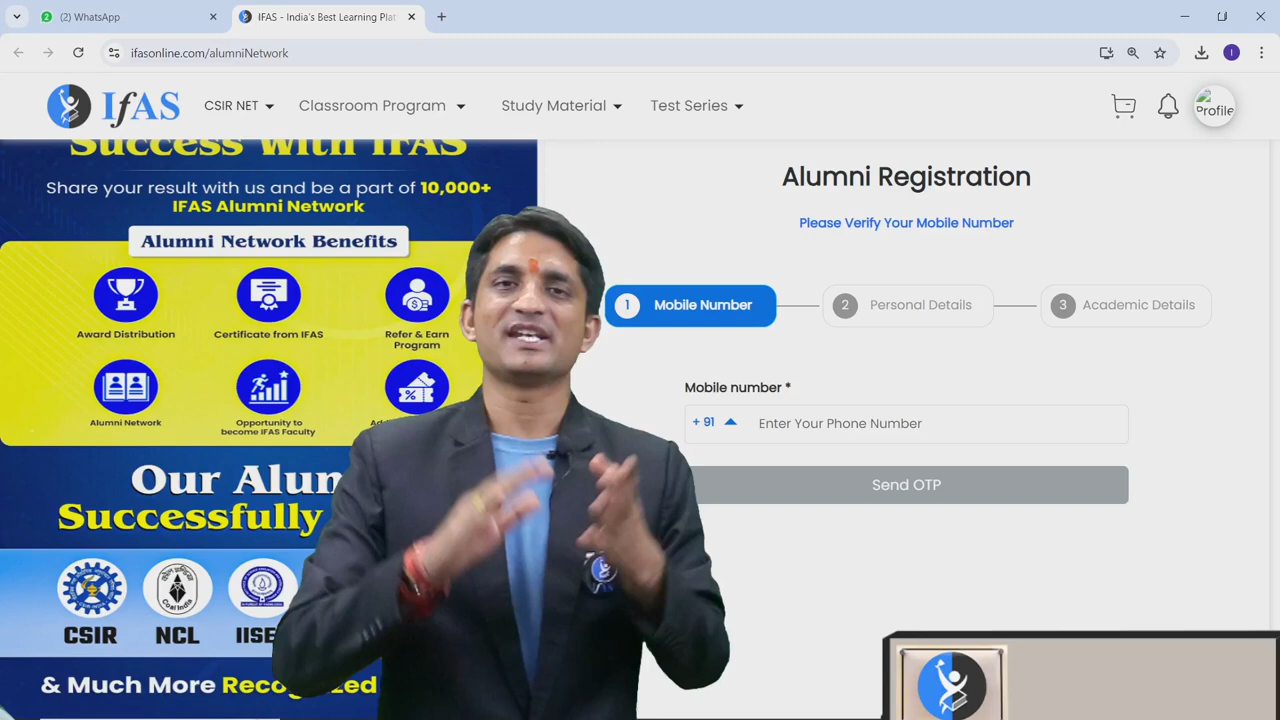 (2) WhatsApp
IFAS - India's Best Learning Plat
ifasonline.com/alumniNetwork
IfAS
CSIR NET
Classroom Program
Study Material
Test Series
Profile
Success with IFAS
Share your result with us and be a part of 10,000+
IFAS Alumni Network
Alumni Network Benefits
Award Distribution
Certificate from IFAS
Refer & Earn
Program
Alumni Network
Opportunity to
become IFAS Faculty
Our Alum
Successfully
CSIR
NCL
IISE
& Much More Recognized
Alumni Registration
Please Verify Your Mobile Number
1 Mobile Number
2 Personal Details
3 Academic Details
Mobile number *
+ 91 Enter Your Phone Number
Send OTP